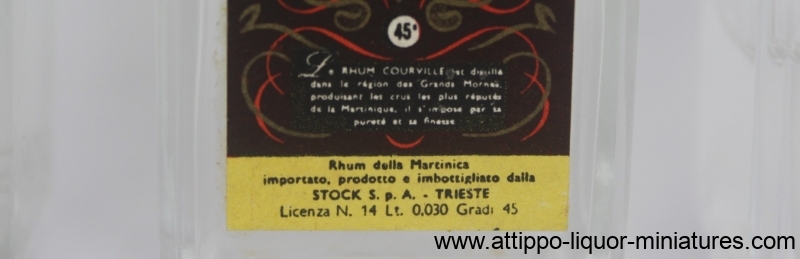 45°
Le RHUM COURVILLE est distillé
dans le région des Grands Mornes,
produisant les crus les plus réputés
de la Martinique, il s'impose par sa
pureté et sa finesse
Rhum della Martinica
importato, prodotto e imbottigliato dalla
STOCK S. p. A. - TRIESTE
Licenza N. 14 Lt. 0,030 Gradi 45
www.attippo-liquor-miniatures.com